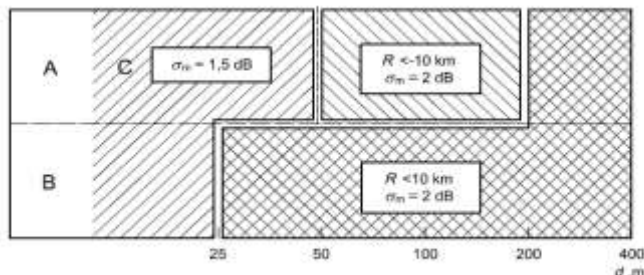 A
C
σm = 1,5 dB
R <-10 km
σm = 2 dB
B
R <10 km
σm = 2 dB
25
50
100
200
400
d, m